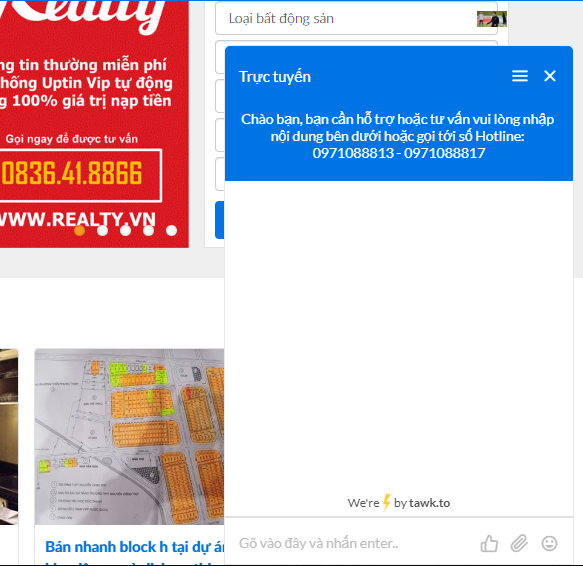 Realty
ng tin thường miễn phí
hống Uptin Vip tự động
g 100% giá trị nạp tiền
Gọi ngay để được tư vấn
0836.41.8866
WWW.REALTY.VN
Loại bất động sản
Trực tuyến
Chào bạn, bạn cần hỗ trợ hoặc tư vấn vui lòng nhập
nội dung bên dưới hoặc gọi tới số Hotline:
0971088813 - 0971088817
We're by tawk.to
Gõ vào đây và nhấn enter..
Bán nhanh block h tại dự án